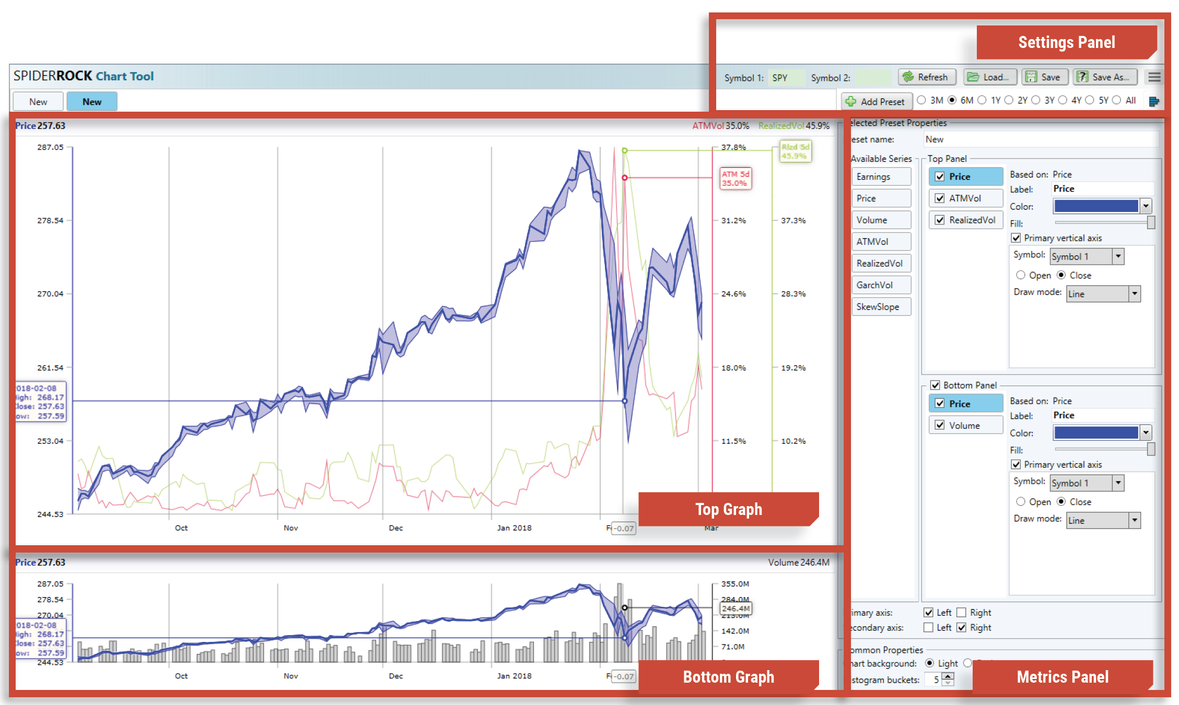 Settings Panel
SPIDERROCK Chart Tool
Symbol 1: SPY Symbol 2: Refresh Load... Save Save As...
New New
Add Preset 3M 6M 1Y 2Y 3Y 4Y 5Y All
Price 257.63 ATMVol 35.0% RealizedVol 45.9%
287.05
278.54
270.04
261.54
253.04
244.53
018-02-08
High: 268.17
Close: 257.63
Low: 257.59
37.8%
31.2%
24.6%
18.0%
11.5%
ATM 5d
35.0%
37.3%
28.3%
19.2%
10.2%
Rlzd 5d
45.9%
Oct Nov Dec Jan 2018 -0.07 Mar
Top Graph
Price 257.63 Volume 246.4M
287.05
278.54
270.04
253.04
244.53
018-02-08
High: 268.17
Close: 257.63
Low: 257.59
355.0M
284.0M
246.4M
142.0M
71.0M
Oct Nov Dec Jan 2018 -0.07
Bottom Graph
elected Preset Properties
eset name: New
Available Series
Earnings
Price
Volume
ATMVol
RealizedVol
GarchVol
SkewSlope
Top Panel
Price
ATMVol
RealizedVol
Based on: Price
Label: Price
Color:
Fill:
Primary vertical axis
Symbol: Symbol 1
Open Close
Draw mode: Line
Bottom Panel
Price
Volume
Based on: Price
Label: Price
Color:
Fill:
Primary vertical axis
Symbol: Symbol 1
Open Close
Draw mode: Line
imary axis: Left Right
econdary axis: Left Right
ommon Properties
hart background: Light
stogram buckets: 5
Metrics Panel